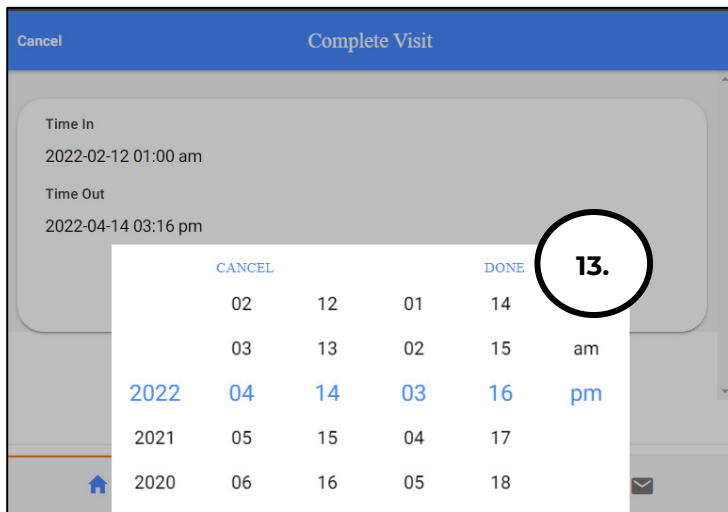 Cancel Complete Visit
Time In
2022-02-12 01:00 am
Time Out
2022-04-14 03:16 pm
CANCEL DONE 13.
02 12 01 14
03 13 02 15 am
2022 04 14 03 16 pm
2021 05 15 04 17
2020 06 16 05 18